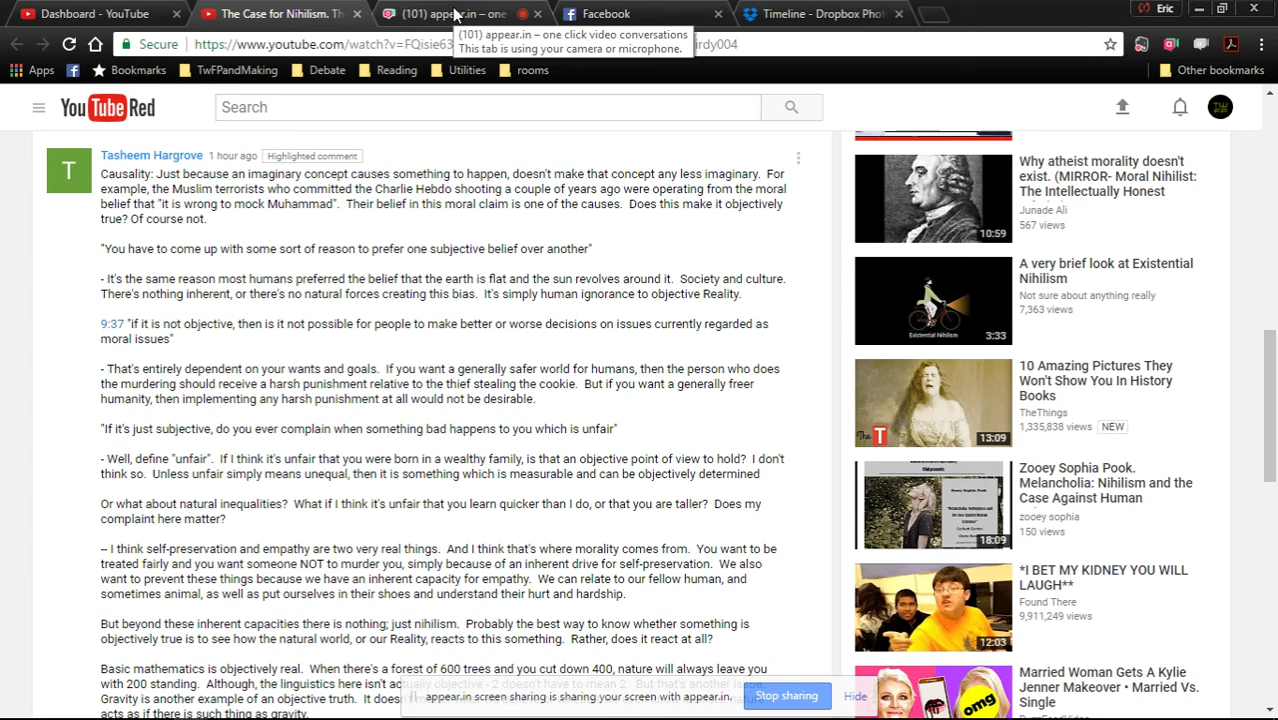 Dashboard - YouTube
The Case for Nihilism. Th
(101) appear.in – one
Facebook
Timeline - Dropbox Phot
Eric
Secure
https://www.youtube.com/watch?v=FQisie63
irdy004
(101) appear.in – one click video conversations
This tab is using your camera or microphone.
Apps
Bookmarks
TwFPandMaking
Debate
Reading
Utilities
rooms
Other bookmarks
YouTube Red
Search
T
Tasheem Hargrove 1 hour ago Highlighted comment
Causality: Just because an imaginary concept causes something to happen, doesn't make that concept any less imaginary. For
example, the Muslim terrorists who committed the Charlie Hebdo shooting a couple of years ago were operating from the moral
belief that "it is wrong to mock Muhammad". Their belief in this moral claim is one of the causes. Does this make it objectively
true? Of course not.
"You have to come up with some sort of reason to prefer one subjective belief over another"
- It's the same reason most humans preferred the belief that the earth is flat and the sun revolves around it. Society and culture.
There's nothing inherent, or there's no natural forces creating this bias. It's simply human ignorance to objective Reality.
9:37 "if it is not objective, then is it not possible for people to make better or worse decisions on issues currently regarded as
moral issues"
- That's entirely dependent on your wants and goals. If you want a generally safer world for humans, then the person who does
the murdering should receive a harsh punishment relative to the thief stealing the cookie. But if you want a generally freer
humanity, then implementing any harsh punishment at all would not be desirable.
"If it's just subjective, do you ever complain when something bad happens to you which is unfair"
- Well, define "unfair". If I think it's unfair that you were born in a wealthy family, is that an objective point of view to hold? I don't
think so. Unless unfair simply means unequal, then it is something which is measurable and can be objectively determined
Or what about natural inequalities? What if I think it's unfair that you learn quicker than I do, or that you are taller? Does my
complaint here matter?
-- I think self-preservation and empathy are two very real things. And I think that's where morality comes from. You want to be
treated fairly and you want someone NOT to murder you, simply because of an inherent drive for self-preservation. We also
want to prevent these things because we have an inherent capacity for empathy. We can relate to our fellow human, and
sometimes animal, as well as put ourselves in their shoes and understand their hurt and hardship.
But beyond these inherent capacities there is nothing; just nihilism. Probably the best way to know whether something is
objectively true is to see how the natural world, or our Reality, reacts to this something. Rather, does it react at all?
Basic mathematics is objectively real. When there's a forest of 600 trees and you cut down 400, nature will always leave you
with 200 standing. Although, the linguistics here isn't actually objective - 2 doesn't have to mean 2. But that's another issue.
Gravity is another example of an objective truth. It does
acts as if there is such thing as gravity.
appear.in screen sharing is sharing your screen with appear.in.
Stop sharing
Hide
10:59
Why atheist morality doesn't
exist. (MIRROR- Moral Nihilist:
The Intellectually Honest
Junade Ali
567 views
Existential Nihilism
3:33
A very brief look at Existential
Nihilism
Not sure about anything really
7,363 views
The T
13:09
10 Amazing Pictures They
Won't Show You In History
Books
TheThings
1,335,838 views NEW
18:09
Zooey Sophia Pook.
Melancholia: Nihilism and the
Case Against Human
zooey sophia
150 views
12:03
*I BET MY KIDNEY YOU WILL
LAUGH**
Found There
9,911,249 views
omg
Married Woman Gets A Kylie
Jenner Makeover • Married Vs.
Single